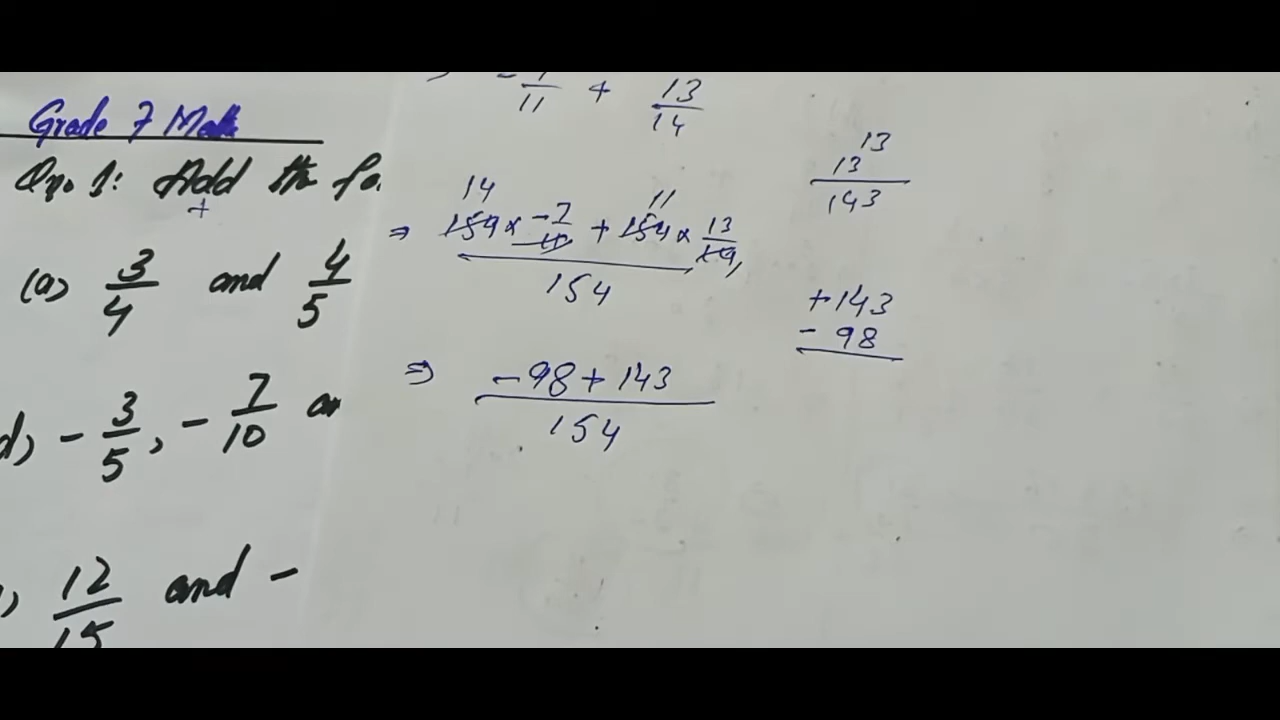 Grade 7 Math
Qno 1: Add the fo
+
(a) 3/4 and 4/5
d) - 3/5, - 7/10 an
12/15 and -
11 + 13/14
14 11
⇒ 154 × -7/11 + 154 × 13/14
154
⇒ -98 + 143
154
13
13
143
+143
- 98